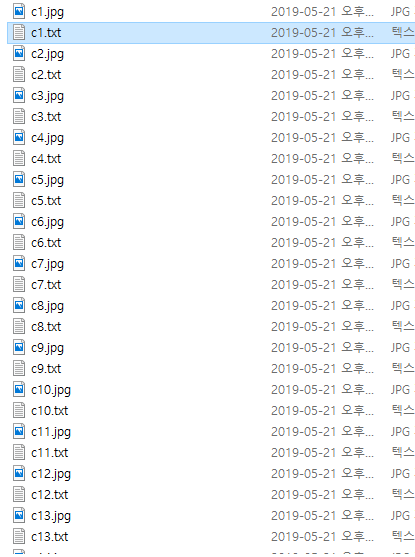 c1.jpg 2019-05-21 오후... JPG
c1.txt 2019-05-21 오후... 텍스
c2.jpg 2019-05-21 오후... JPG
c2.txt 2019-05-21 오후... 텍스
c3.jpg 2019-05-21 오후... JPG
c3.txt 2019-05-21 오후... 텍스
c4.jpg 2019-05-21 오후... JPG
c4.txt 2019-05-21 오후... 텍스
c5.jpg 2019-05-21 오후... JPG
c5.txt 2019-05-21 오후... 텍스
c6.jpg 2019-05-21 오후... JPG
c6.txt 2019-05-21 오후... 텍스
c7.jpg 2019-05-21 오후... JPG
c7.txt 2019-05-21 오후... 텍스
c8.jpg 2019-05-21 오후... JPG
c8.txt 2019-05-21 오후... 텍스
c9.jpg 2019-05-21 오후... JPG
c9.txt 2019-05-21 오후... 텍스
c10.jpg 2019-05-21 오후... JPG
c10.txt 2019-05-21 오후... 텍스
c11.jpg 2019-05-21 오후... JPG
c11.txt 2019-05-21 오후... 텍스
c12.jpg 2019-05-21 오후... JPG
c12.txt 2019-05-21 오후... 텍스
c13.jpg 2019-05-21 오후... JPG
c13.txt 2019-05-21 오후... 텍스